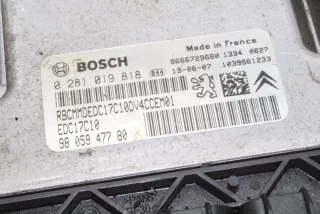 BOSCH
Made in France
0 281 019 818
9666729680 1334 0627
13-06-07 1039S61233
RBCMMDEDC17C10DV4CCEM01
EDC17C10
98 059 477 80